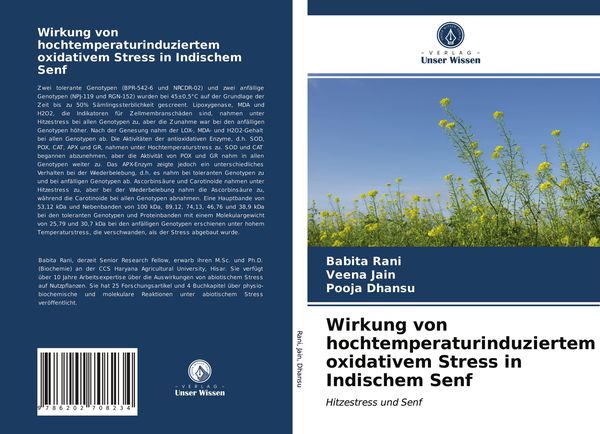 Wirkung von
hochtemperaturinduziertem
oxidativem Stress in Indischem
Senf
Zwei tolerante Genotypen (BPR-542-6 und NRCDR-02) und zwei anfällige
Genotypen (NPJ-119 und RGN-152) wurden bei 45±0,5°C auf der Grundlage der
Zeit bis zu 50% Sämlingssterblichkeit gescreent. Lipoxygenase, MDA und
H2O2, die Indikatoren für Zellmembranschäden sind, nahmen unter
Hitzestress bei allen Genotypen zu, aber die Zunahme war bei den anfälligen
Genotypen höher. Nach der Genesung nahm der LOX-, MDA- und H2O2-Gehalt
bei allen Genotypen ab. Die Aktivitäten der antioxidativen Enzyme, d.h. SOD,
POX, CAT, APX und GR, nahmen unter Hochtemperaturstress zu. SOD und CAT
begannen abzunehmen, aber die Aktivität von POX und GR nahm in allen
Genotypen weiter zu. Das APX-Enzym zeigte jedoch ein unterschiedliches
Verhalten bei der Wiederbelebung, d.h. es nahm bei toleranten Genotypen zu
und bei anfälligen Genotypen ab. Ascorbinsäure und Carotinoide nahmen unter
Hitzestress zu, aber bei der Wiederbelebung nahm die Ascorbinsäure zu,
während die Carotinoide bei allen Genotypen abnahmen. Eine Hauptbande von
53,12 kDa und Nebenbanden von 100 kDa, 89,12, 74,13, 46,76 und 38,9 kDa
bei den toleranten Genotypen und Proteinbanden mit einem Molekulargewicht
von 25,79 und 30,7 kDa bei den anfälligen Genotypen erschienen unter hohem
Temperaturstress, die verschwanden, als der Stress abgebaut wurde.
Babita Rani, derzeit Senior Research Fellow, erwarb ihren M.Sc. und Ph.D.
(Biochemie) an der CCS Haryana Agricultural University, Hisar. Sie verfügt
über 10 Jahre Arbeitsexpertise über die Auswirkungen von abiotischem Stress
auf Nutzpflanzen. Sie hat 25 Forschungsartikel und 4 Buchkapitel über physio-
biochemische und molekulare Reaktionen unter abiotischem Stress
veröffentlicht.
9 786202 708234
VERLAG
Unser Wissen
Rani, Jain, Dhansu
VERLAG
Unser Wissen
Babita Rani
Veena Jain
Pooja Dhansu
Wirkung von
hochtemperaturinduziertem
oxidativem Stress in
Indischem Senf
Hitzestress und Senf